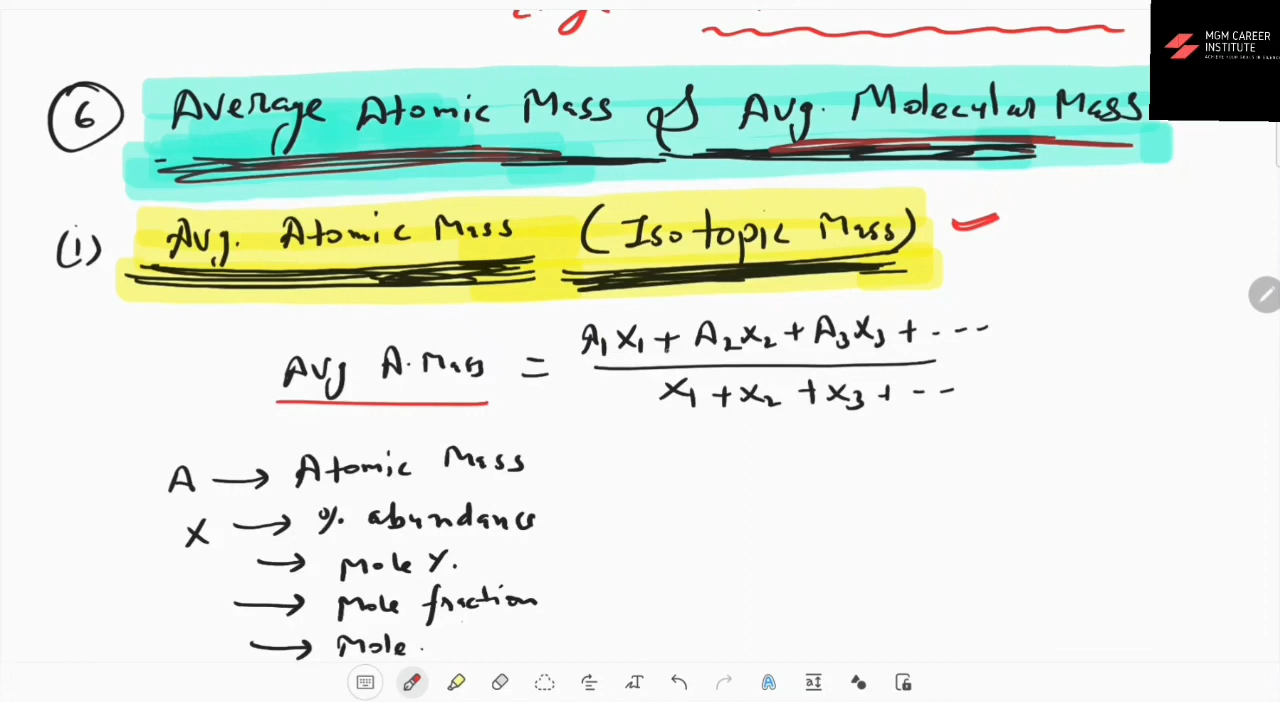 MGM CAREER
INSTITUTE
(6) Average Atomic Mass & Avg. Molecular Mass
(1) Avg. Atomic Mass (Isotopic Mass)
Avg A. Mass = A₁X₁ + A₂X₂ + A₃X₃ + ---
X₁ + X₂ + X₃ + --
A → Atomic Mass
X → % abundance
→ Mole %.
→ Mole fraction
→ Mole.